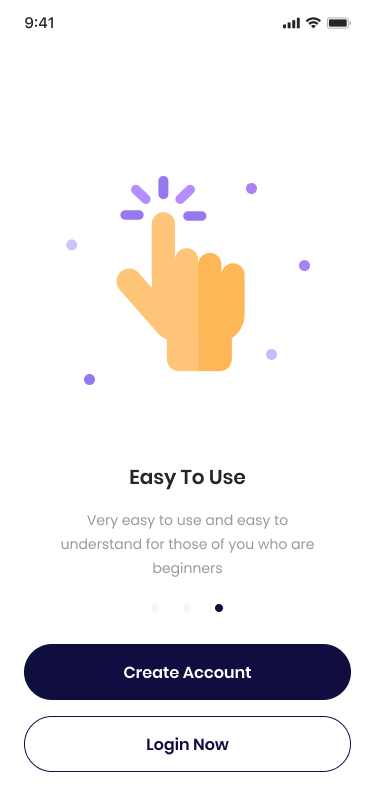 9:41
Easy To Use
Very easy to use and easy to
understand for those of you who are
beginners
Create Account
Login Now